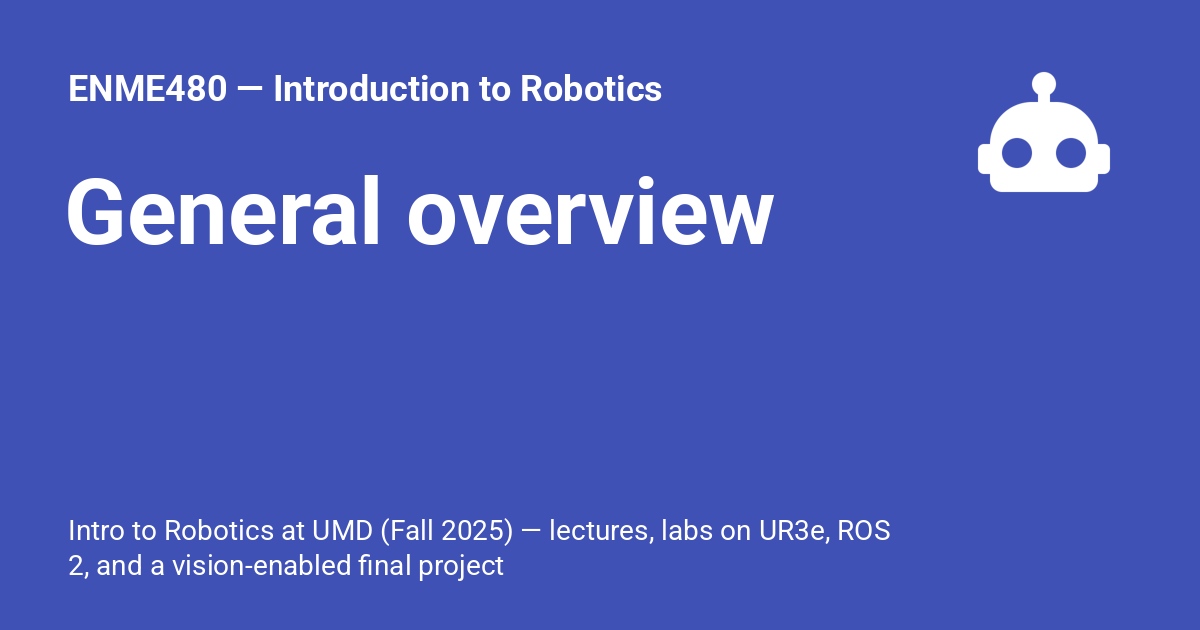 ENME480 — Introduction to Robotics
General overview
Intro to Robotics at UMD (Fall 2025) — lectures, labs on UR3e, ROS
2, and a vision-enabled final project